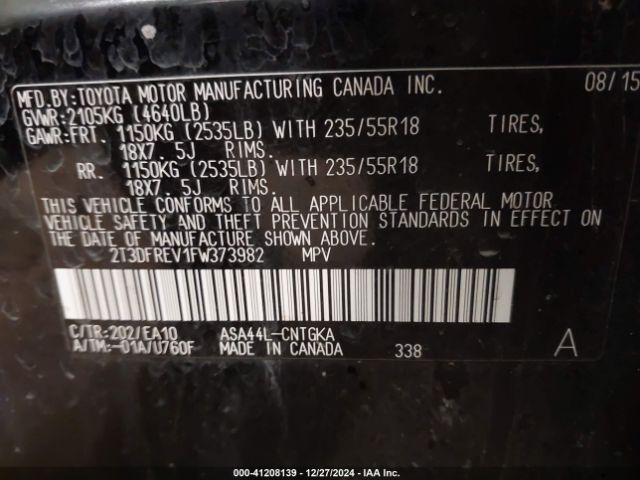 MFD.BY:TOYOTA MOTOR MANUFACTURING CANADA INC. 08/15
GVWR:2105KG (4640LB)
GAWR:FRT. 1150KG (2535LB) WITH 235/55R18 TIRES,
18X7. 5J RIMS.
RR. 1150KG (2535LB) WITH 235/55R18 TIRES,
18X7. 5J RIMS.
THIS VEHICLE CONFORMS TO ALL APPLICABLE FEDERAL MOTOR
VEHICLE SAFETY AND THEFT PREVENTION STANDARDS IN EFFECT ON
THE DATE OF MANUFACTURE SHOWN ABOVE.
2T3DFREV1FW373982 MPV
C/TR:202/EA10 ASA44L-CNTGKA
A/TM:-01A/U760F MADE IN CANADA 338 A
000-41208139 - 12/27/2024 - IAA Inc.